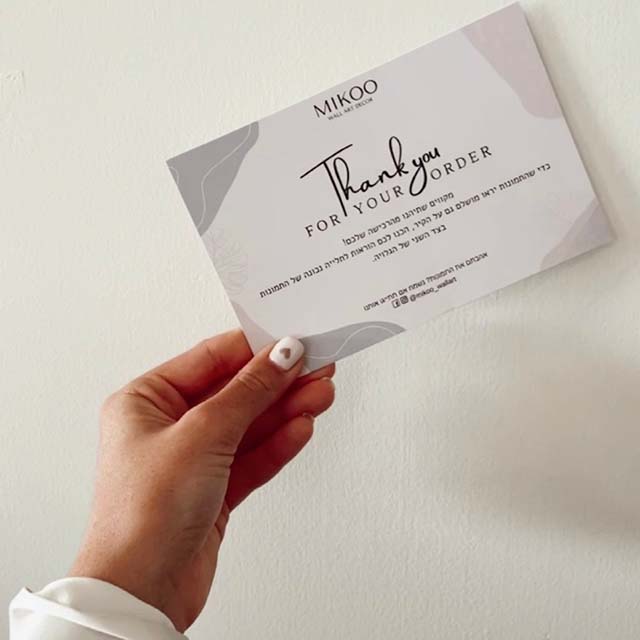 MIKOO
WALL ART DECOR
Thank you
FOR YOUR ORDER
מקווים שתיהנו מהרכישה שלכם!
כדי שהתמונות יראו מושלם גם על הקיר, הכנו לכם הוראות לתלייה נכונה של התמונות
בצד השני של הגלויה.
אהבתם את התמונות? נשמח אם תתייגו אותנו
@mikoo_wallart